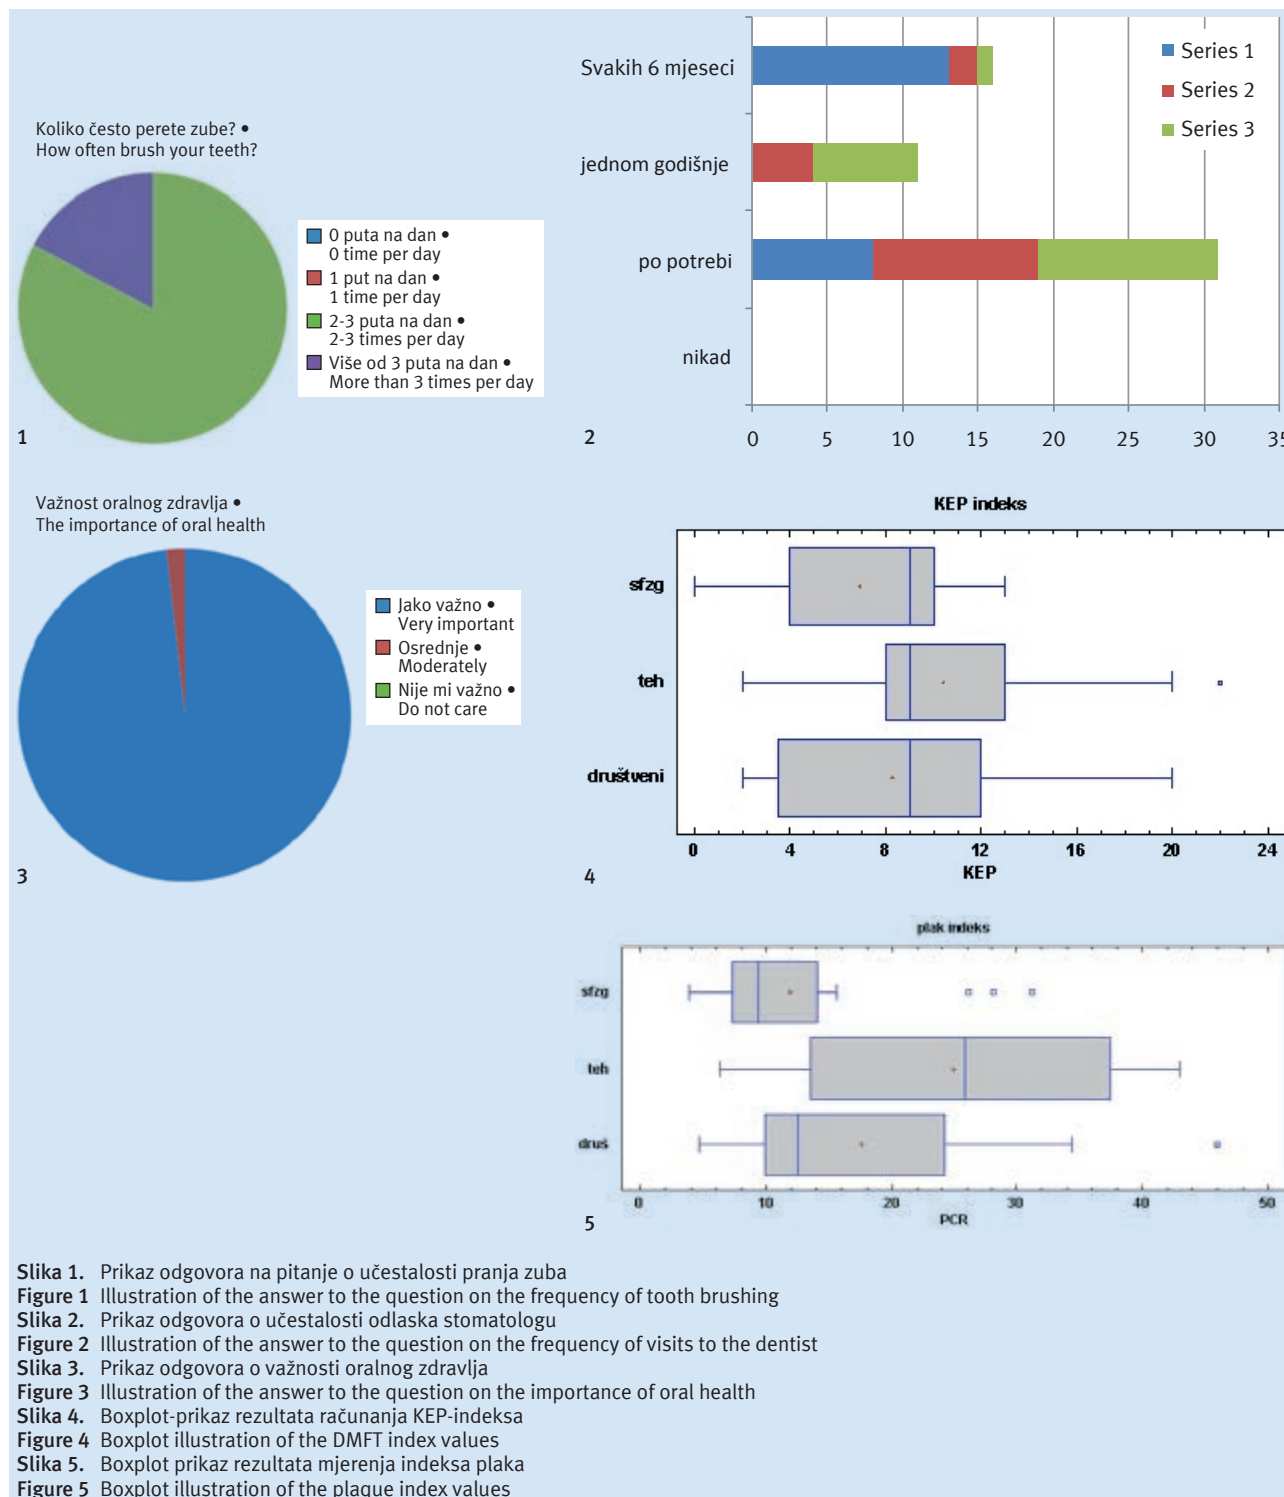 Koliko često perete zube? •
How often brush your teeth?
0 puta na dan •
0 time per day
1 put na dan •
1 time per day
2-3 puta na dan •
2-3 times per day
Više od 3 puta na dan •
More than 3 times per day
1
Svakih 6 mjeseci
jednom godišnje
po potrebi
nikad
0 5 10 15 20 25 30 35
Series 1
Series 2
Series 3
2
Važnost oralnog zdravlja •
The importance of oral health
Jako važno •
Very important
Osrednje •
Moderately
Nije mi važno •
Do not care
3
KEP indeks
sfzg
teh
društveni
0 4 8 12 16 20 24
KEP
4
plak indeks
sfzg
teh
druš
0 10 20 30 40 50
PCR
5
Slika 1. Prikaz odgovora na pitanje o učestalosti pranja zuba
Figure 1 Illustration of the answer to the question on the frequency of tooth brushing
Slika 2. Prikaz odgovora o učestalosti odlaska stomatologu
Figure 2 Illustration of the answer to the question on the frequency of visits to the dentist
Slika 3. Prikaz odgovora o važnosti oralnog zdravlja
Figure 3 Illustration of the answer to the question on the importance of oral health
Slika 4. Boxplot-prikaz rezultata računanja KEP-indeksa
Figure 4 Boxplot illustration of the DMFT index values
Slika 5. Boxplot prikaz rezultata mjerenja indeksa plaka
Figure 5 Boxplot illustration of the plaque index values